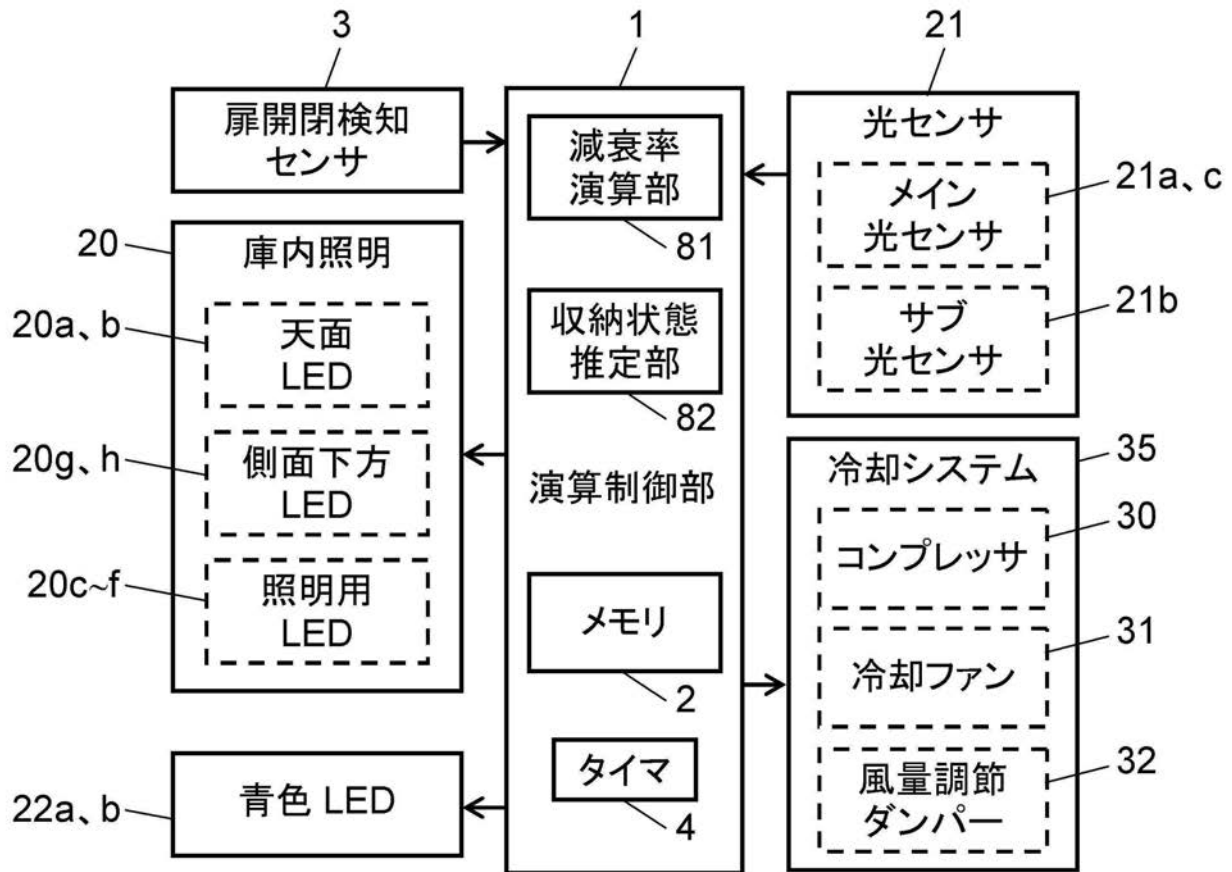 3
扉開閉検知
センサ
20
庫内照明
20a、b
天面
LED
20g、h
側面下方
LED
20c~f
照明用
LED
22a、b
青色 LED
1
減衰率
演算部
81
収納状態
推定部
82
演算制御部
メモリ
2
タイマ
4
21
光センサ
メイン
光センサ
21a、c
サブ
光センサ
21b
冷却システム
35
コンプレッサ
30
冷却ファン
31
風量調節
ダンパー
32